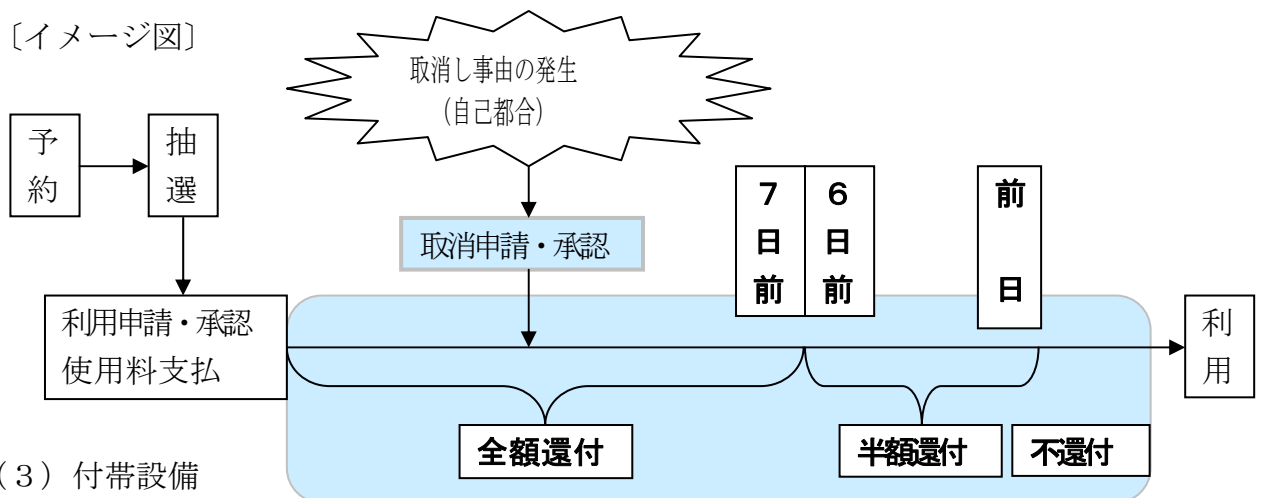 〔イメージ図〕
取消し事由の発生
（自己都合）
予約
抽選
取消申請・承認
7日前
6日前
前日
利用申請・承認
使用料支払
利用
全額還付
半額還付
不還付
（3）付帯設備